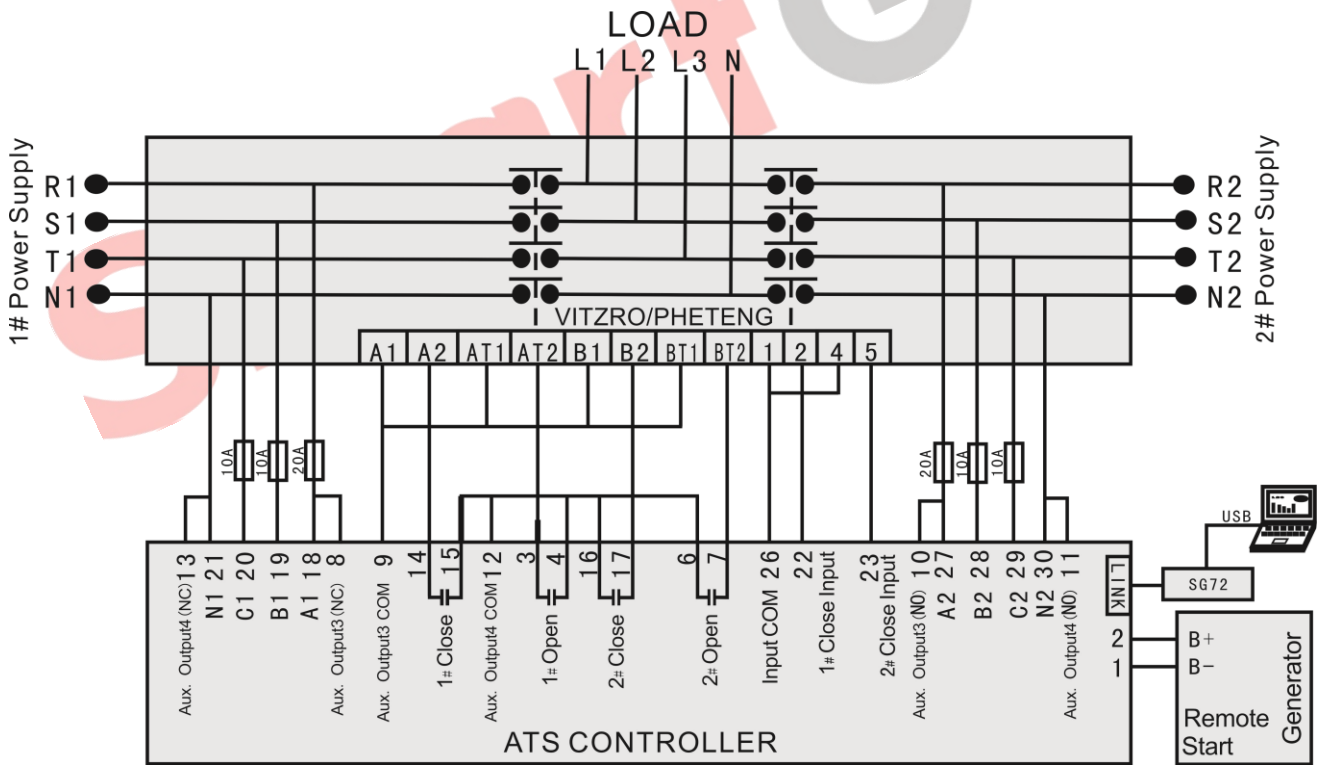 LOAD
L1 L2 L3 N
1# Power Supply
R1
S1
T1
N1
R2
S2
T2
N2
2# Power Supply
VITZRO/PHETENG
A1 A2 AT1 AT2 B1 B2 BT1 BT2 1 2 4 5
10A
10A
20A
20A
10A
10A
USB
Aux. Output4 (NC) 13
N1 21
C1 20
B1 19
A1 18
Aux. Output3 (NC) 8
Aux. Output3 COM 9
14
1# Close 15
Aux. Output4 COM 12
3
1# Open 4
16
2# Close 17
6
2# Open 7
Input COM 26
1# Close Input 22
2# Close Input 23
Aux. Output3 (NO) 10
A2 27
B2 28
C2 29
N2 30
Aux. Output4 (NO) 11
LINK
SG72
2
1
B+
B-
Remote
Start
Generator
ATS CONTROLLER